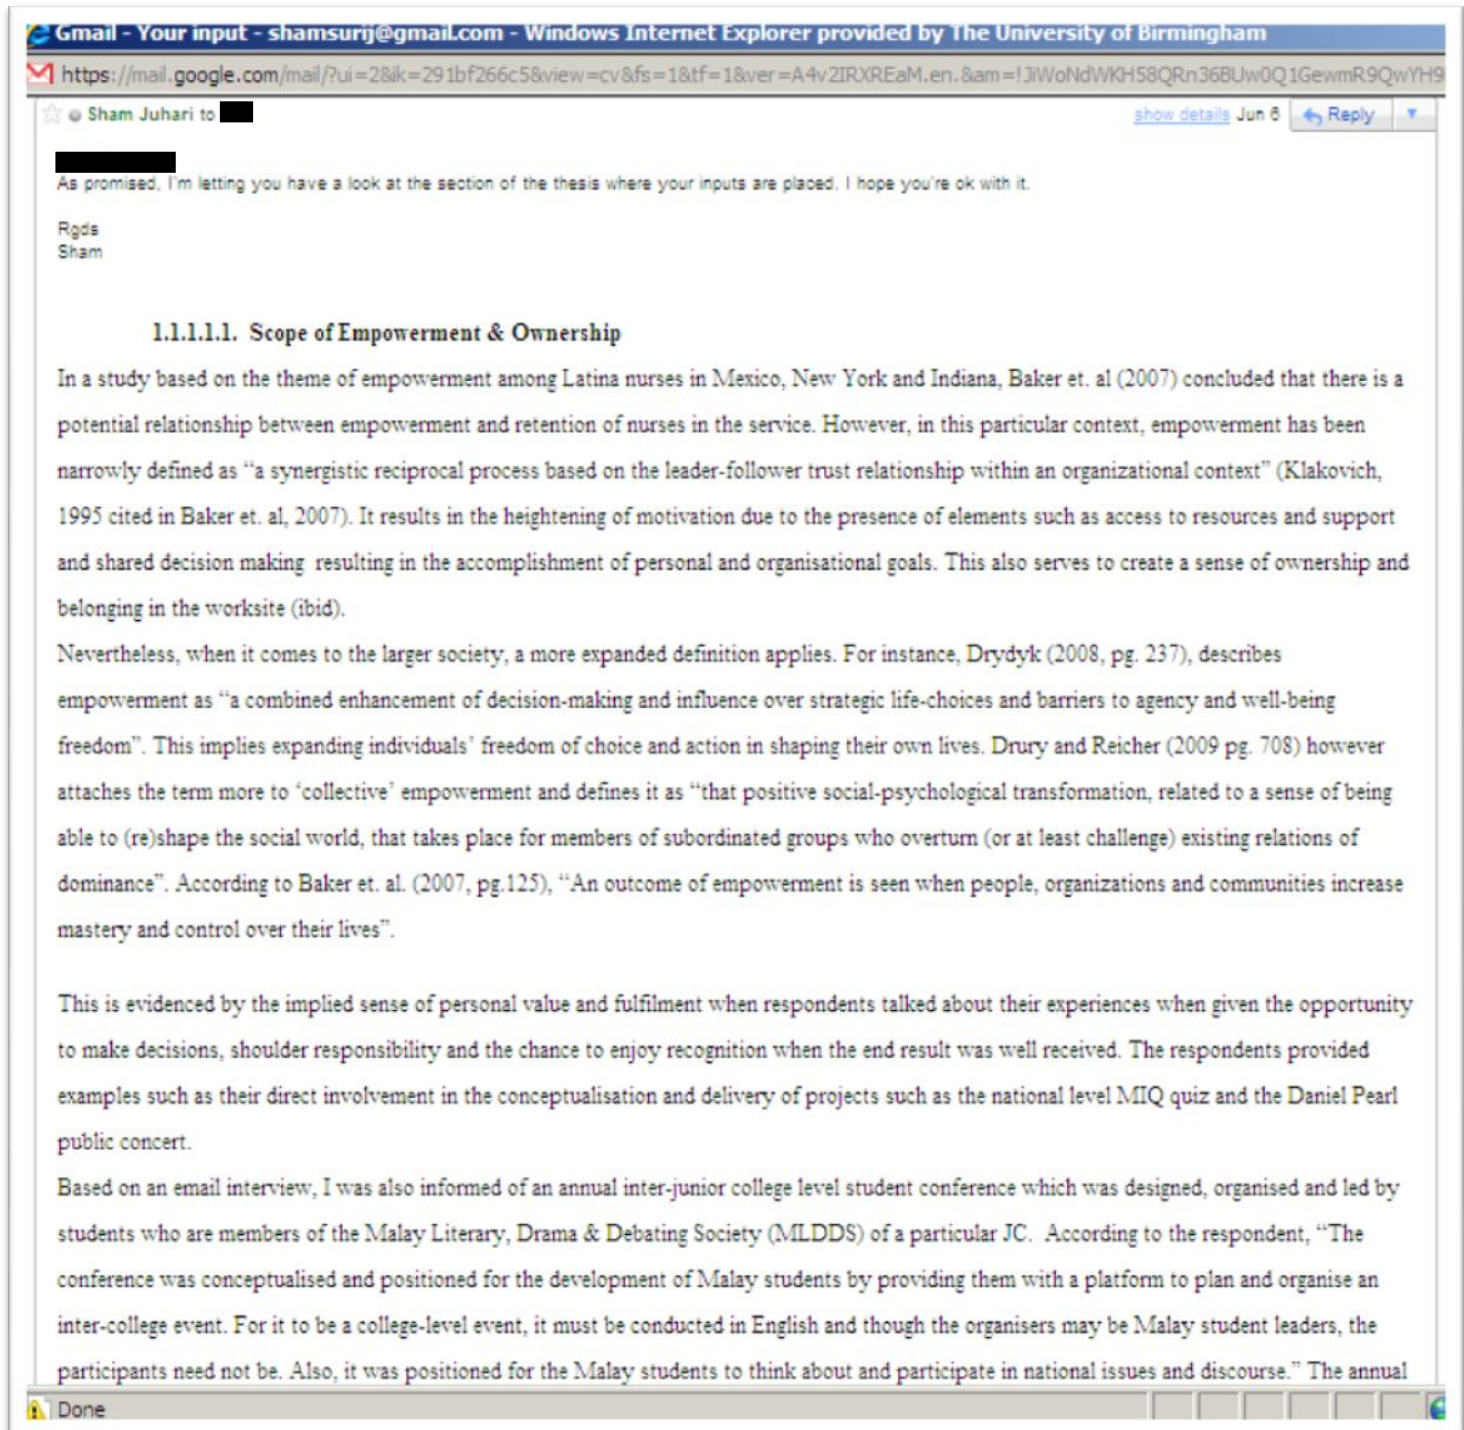 Gmail - Your input - shamsurij@gmail.com - Windows Internet Explorer provided by The University of Birmingham
https://mail.google.com/mail/?ui=2&ik=291bf266c5&view=cv&fs=1&tf=1&ver=A4v2IRXREaM.en.&am=!JiWoNdWKH58QRn36BUw0Q1GewmR9QwYH9
Sham Juhari to
show details Jun 6 Reply
As promised, I'm letting you have a look at the section of the thesis where your inputs are placed. I hope you're ok with it.
Rgds
Sham
1.1.1.1.1. Scope of Empowerment & Ownership
In a study based on the theme of empowerment among Latina nurses in Mexico, New York and Indiana, Baker et. al (2007) concluded that there is a
potential relationship between empowerment and retention of nurses in the service. However, in this particular context, empowerment has been
narrowly defined as “a synergistic reciprocal process based on the leader-follower trust relationship within an organizational context” (Klakovich,
1995 cited in Baker et. al, 2007). It results in the heightening of motivation due to the presence of elements such as access to resources and support
and shared decision making resulting in the accomplishment of personal and organisational goals. This also serves to create a sense of ownership and
belonging in the worksite (ibid).
Nevertheless, when it comes to the larger society, a more expanded definition applies. For instance, Drydyk (2008, pg. 237), describes
empowerment as “a combined enhancement of decision-making and influence over strategic life-choices and barriers to agency and well-being
freedom”. This implies expanding individuals’ freedom of choice and action in shaping their own lives. Drury and Reicher (2009 pg. 708) however
attaches the term more to ‘collective’ empowerment and defines it as “that positive social-psychological transformation, related to a sense of being
able to (re)shape the social world, that takes place for members of subordinated groups who overturn (or at least challenge) existing relations of
dominance”. According to Baker et. al. (2007, pg.125), “An outcome of empowerment is seen when people, organizations and communities increase
mastery and control over their lives”.
This is evidenced by the implied sense of personal value and fulfilment when respondents talked about their experiences when given the opportunity
to make decisions, shoulder responsibility and the chance to enjoy recognition when the end result was well received. The respondents provided
examples such as their direct involvement in the conceptualisation and delivery of projects such as the national level MIQ quiz and the Daniel Pearl
public concert.
Based on an email interview, I was also informed of an annual inter-junior college level student conference which was designed, organised and led by
students who are members of the Malay Literary, Drama & Debating Society (MLDDS) of a particular JC. According to the respondent, “The
conference was conceptualised and positioned for the development of Malay students by providing them with a platform to plan and organise an
inter-college event. For it to be a college-level event, it must be conducted in English and though the organisers may be Malay student leaders, the
participants need not be. Also, it was positioned for the Malay students to think about and participate in national issues and discourse.” The annual
Done